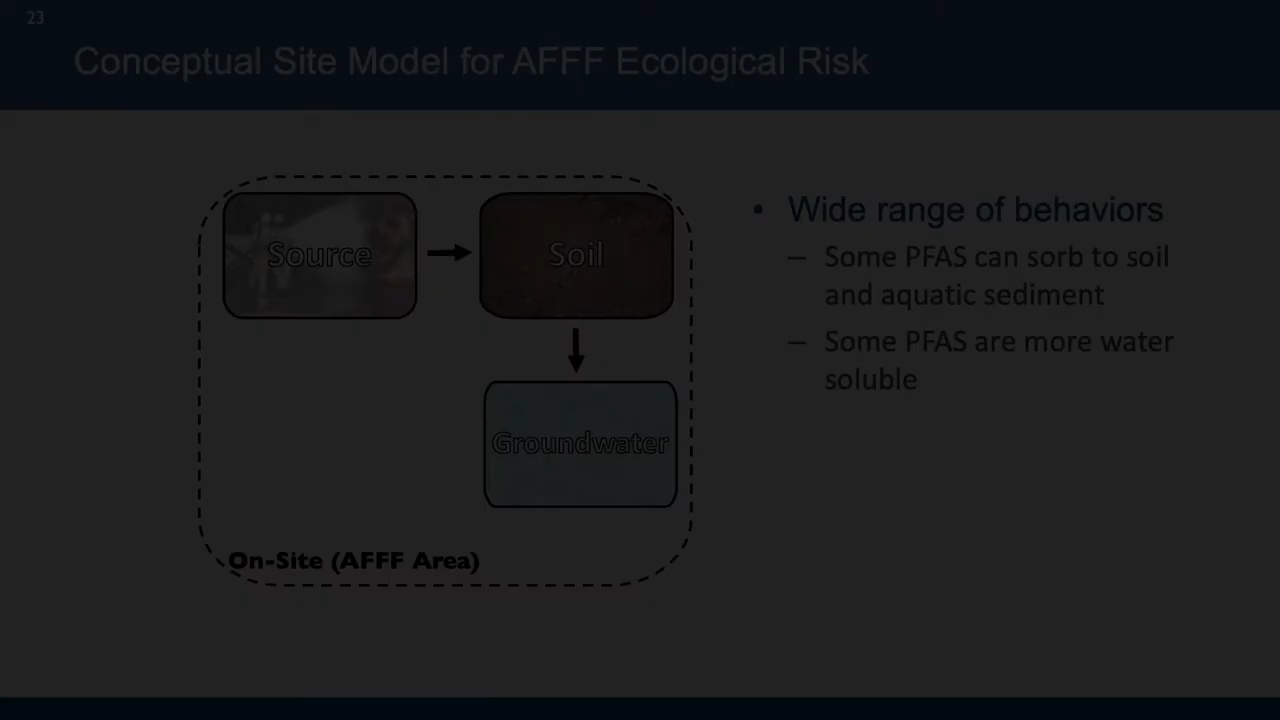 23
Conceptual Site Model for AFFF Ecological Risk
Source
Soil
Groundwater
On-Site (AFFF Area)
• Wide range of behaviors
– Some PFAS can sorb to soil
and aquatic sediment
– Some PFAS are more water
soluble